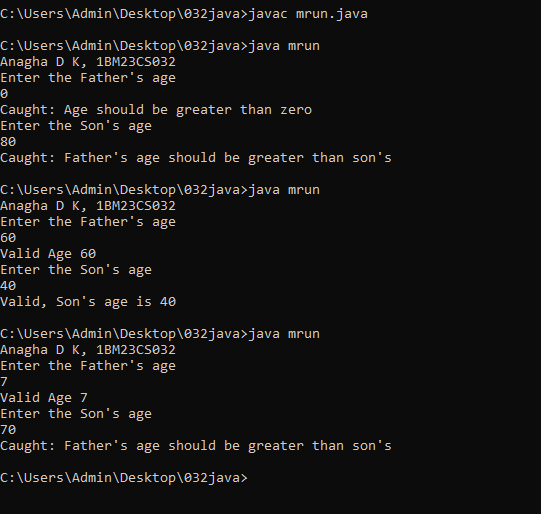 C:\Users\Admin\Desktop\032java>javac mrun.java
C:\Users\Admin\Desktop\032java>java mrun
Anagha D K, 1BM23CS032
Enter the Father's age
0
Caught: Age should be greater than zero
Enter the Son's age
80
Caught: Father's age should be greater than son's
C:\Users\Admin\Desktop\032java>java mrun
Anagha D K, 1BM23CS032
Enter the Father's age
60
Valid Age 60
Enter the Son's age
40
Valid, Son's age is 40
C:\Users\Admin\Desktop\032java>java mrun
Anagha D K, 1BM23CS032
Enter the Father's age
7
Valid Age 7
Enter the Son's age
70
Caught: Father's age should be greater than son's
C:\Users\Admin\Desktop\032java>